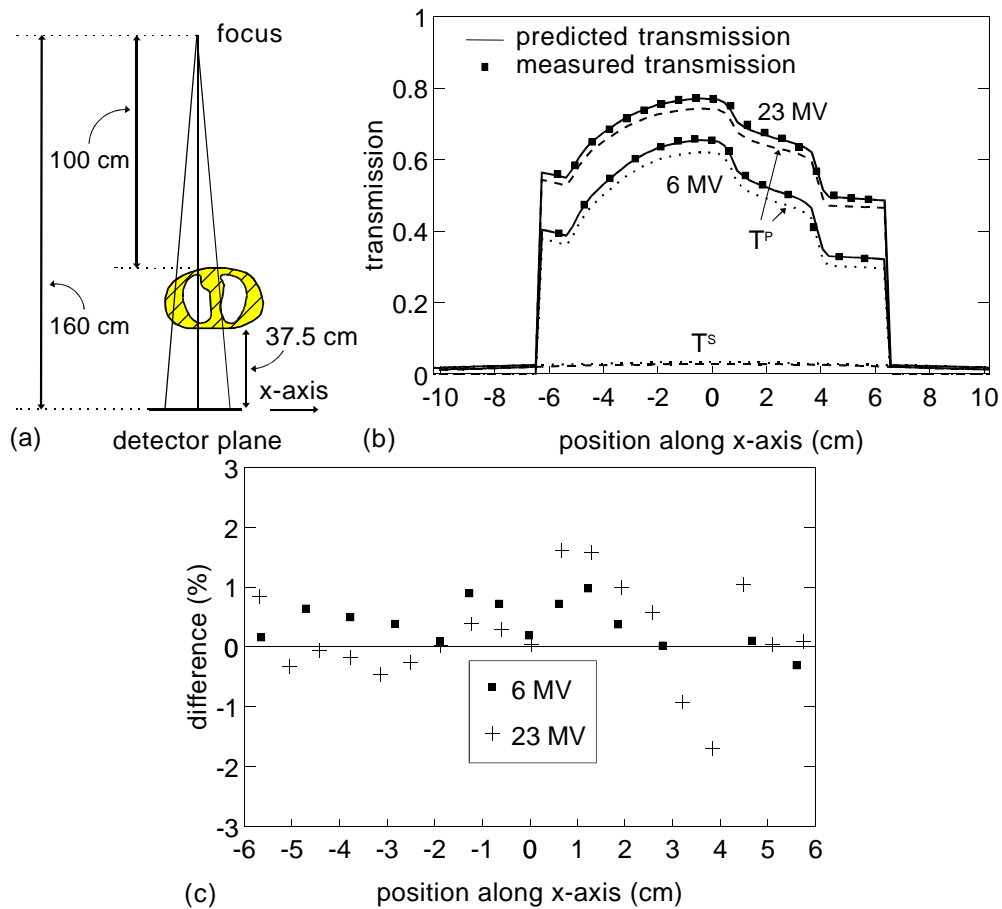 focus
100 cm
160 cm
37.5 cm
x-axis
(a)
detector plane
1
0.8
0.6
0.4
0.2
0
transmission
predicted transmission
measured transmission
23 MV
6 MV
Tᴾ
Tˢ
-10 -8 -6 -4 -2 0 2 4 6 8 10
(b)
position along x-axis (cm)
3
2
1
0
-1
-2
-3
difference (%)
6 MV
23 MV
-6 -5 -4 -3 -2 -1 0 1 2 3 4 5 6
(c)
position along x-axis (cm)